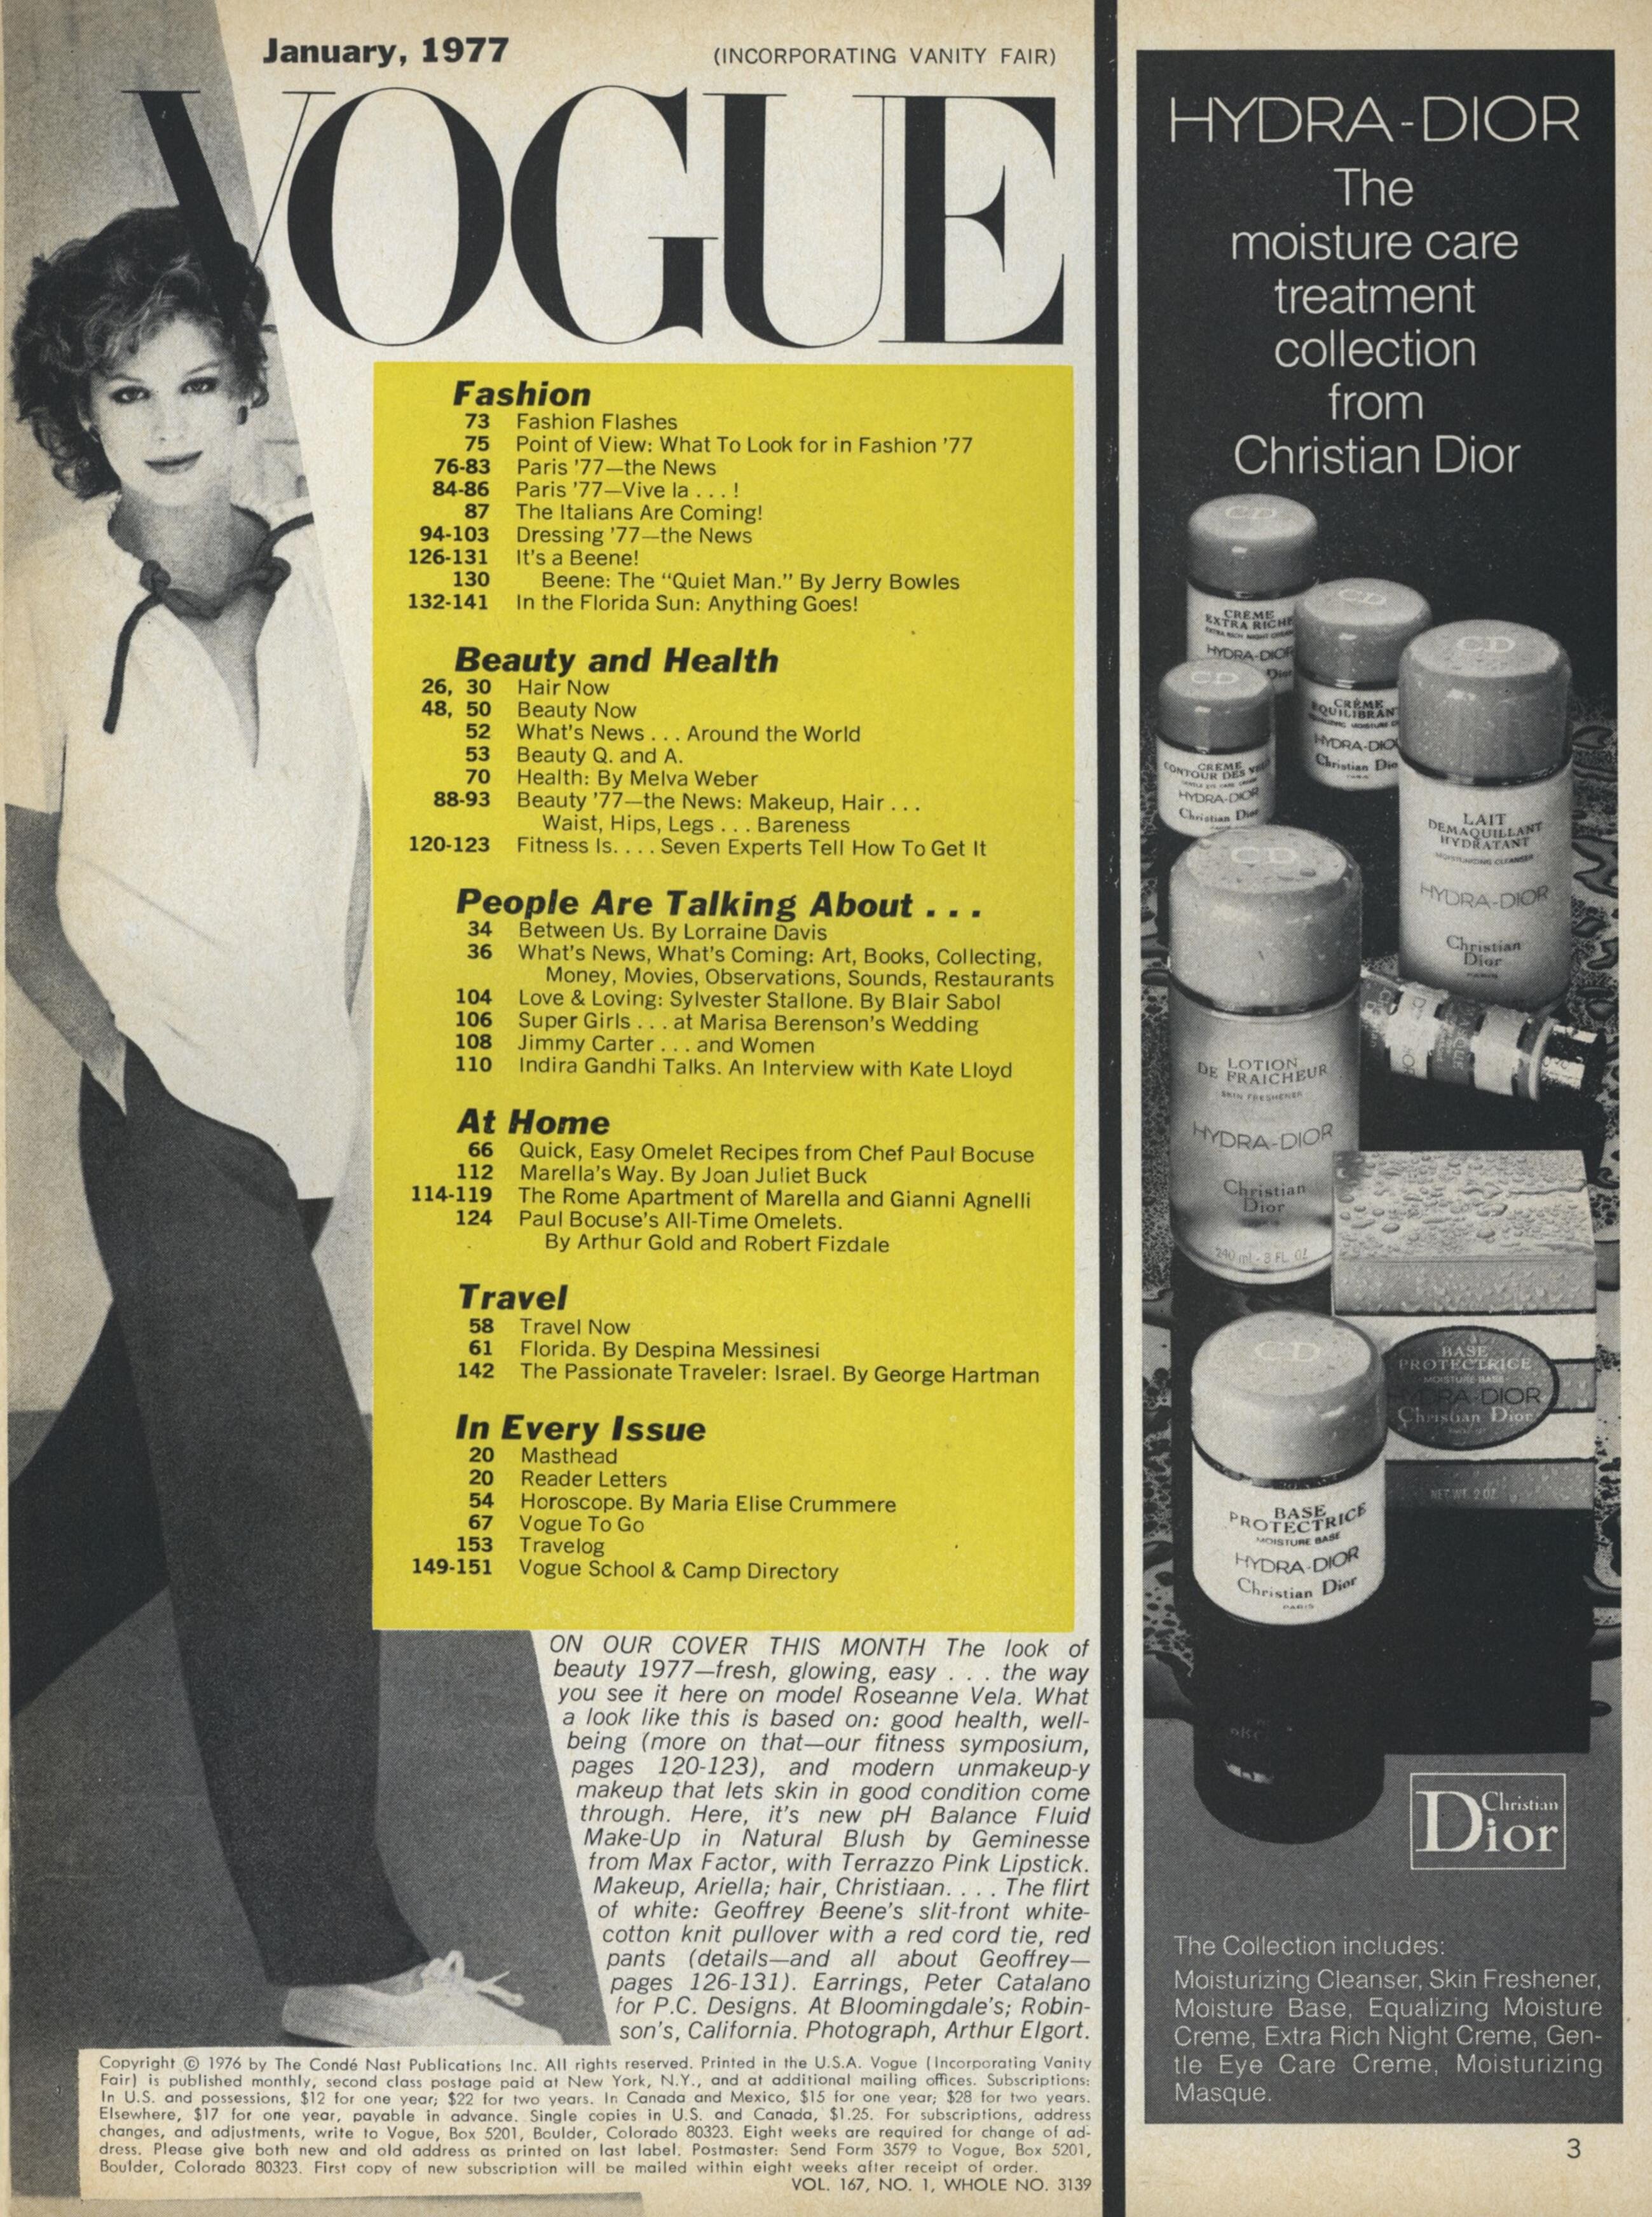 January, 1977
(INCORPORATING VANITY FAIR)
VOGUE
Fashion
73 Fashion Flashes
75 Point of View: What To Look for in Fashion '77
76-83 Paris '77—the News
84-86 Paris '77—Vive la . . . !
87 The Italians Are Coming!
94-103 Dressing '77—the News
126-131 It's a Beene!
130 Beene: The “Quiet Man.” By Jerry Bowles
132-141 In the Florida Sun: Anything Goes!
Beauty and Health
26, 30 Hair Now
48, 50 Beauty Now
52 What's News . . . Around the World
53 Beauty Q. and A.
70 Health: By Melva Weber
88-93 Beauty '77—the News: Makeup, Hair . . .
Waist, Hips, Legs . . . Bareness
120-123 Fitness Is. . . . Seven Experts Tell How To Get It
People Are Talking About . . .
34 Between Us. By Lorraine Davis
36 What's News, What's Coming: Art, Books, Collecting,
Money, Movies, Observations, Sounds, Restaurants
104 Love & Loving: Sylvester Stallone. By Blair Sabol
106 Super Girls . . . at Marisa Berenson's Wedding
108 Jimmy Carter . . . and Women
110 Indira Gandhi Talks. An Interview with Kate Lloyd
At Home
66 Quick, Easy Omelet Recipes from Chef Paul Bocuse
112 Marella's Way. By Joan Juliet Buck
114-119 The Rome Apartment of Marella and Gianni Agnelli
124 Paul Bocuse's All-Time Omelets.
By Arthur Gold and Robert Fizdale
Travel
58 Travel Now
61 Florida. By Despina Messinesi
142 The Passionate Traveler: Israel. By George Hartman
In Every Issue
20 Masthead
20 Reader Letters
54 Horoscope. By Maria Elise Crummere
67 Vogue To Go
153 Travelog
149-151 Vogue School & Camp Directory
ON OUR COVER THIS MONTH The look of
beauty 1977—fresh, glowing, easy . . . the way
you see it here on model Roseanne Vela. What
a look like this is based on: good health, well-
being (more on that—our fitness symposium,
pages 120-123), and modern unmakeup-y
makeup that lets skin in good condition come
through. Here, it's new pH Balance Fluid
Make-Up in Natural Blush by Geminesse
from Max Factor, with Terrazzo Pink Lipstick.
Makeup, Ariella; hair, Christiaan. . . . The flirt
of white: Geoffrey Beene's slit-front white-
cotton knit pullover with a red cord tie, red
pants (details—and all about Geoffrey—
pages 126-131). Earrings, Peter Catalano
for P.C. Designs. At Bloomingdale's; Robin-
son's, California. Photograph, Arthur Elgort.
Copyright © 1976 by The Condé Nast Publications Inc. All rights reserved. Printed in the U.S.A. Vogue (Incorporating Vanity
Fair) is published monthly, second class postage paid at New York, N.Y., and at additional mailing offices. Subscriptions:
In U.S. and possessions, $12 for one year; $22 for two years. In Canada and Mexico, $15 for one year; $28 for two years.
Elsewhere, $17 for one year, payable in advance. Single copies in U.S. and Canada, $1.25. For subscriptions, address
changes, and adjustments, write to Vogue, Box 5201, Boulder, Colorado 80323. Eight weeks are required for change of ad-
dress. Please give both new and old address as printed on last label. Postmaster: Send Form 3579 to Vogue, Box 5201,
Boulder, Colorado 80323. First copy of new subscription will be mailed within eight weeks after receipt of order.
VOL. 167, NO. 1, WHOLE NO. 3139
HYDRA-DIOR
The
moisture care
treatment
collection
from
Christian Dior
CD
CRÈME
EXTRA RICHE
EXTRA RICH NIGHT CREME
HYDRA-DIOR
Dior
CD
CRÈME
EQUILIBRAN
HYDRA-DIO
Christian Dio
CD
CREME
CONTOUR DES YEUX
HYDRA-DIOR
Christian Dior
CD
LAIT
DEMAQUILLANT
HYDRATANT
MOISTURIZING CLEANSER
HYDRA-DIOR
Christian
Dior
CD
LOTION
DE FRAICHEUR
SKIN FRESHENER
HYDRA-DIOR
Christian
Dior
240 ml - 8 FL. OZ
BASE
PROTECTRICE
MOISTURE BASE
HYDRA-DIOR
Christian Dior
NET WT. 2 OZ
CD
BASE
PROTECTRICE
MOISTURE BASE
HYDRA-DIOR
Christian Dior
PARIS
Christian
Dior
The Collection includes:
Moisturizing Cleanser, Skin Freshener,
Moisture Base, Equalizing Moisture
Creme, Extra Rich Night Creme, Gen-
tle Eye Care Creme, Moisturizing
Masque.
3